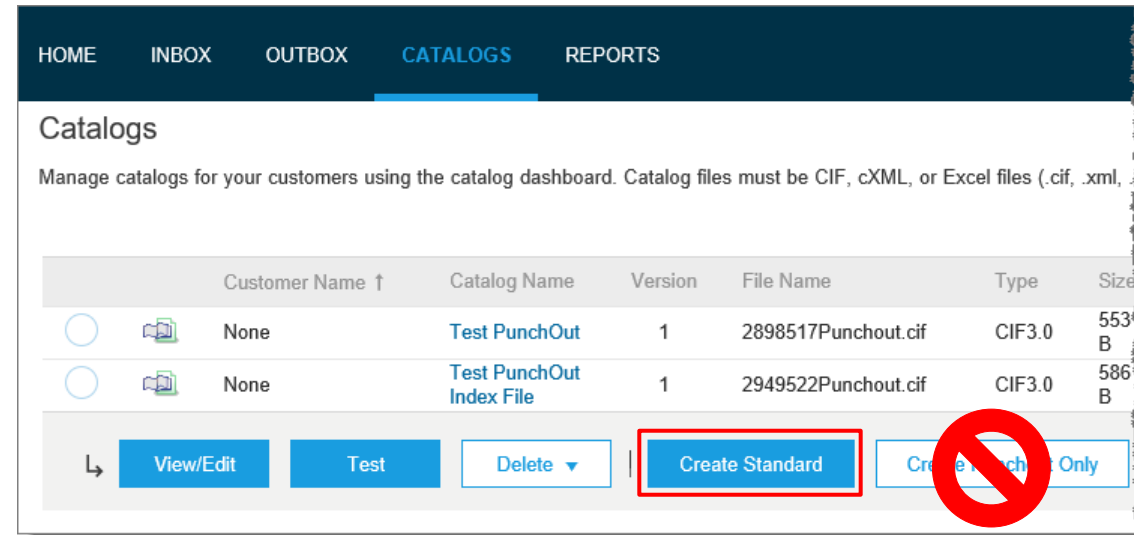 HOME INBOX OUTBOX CATALOGS REPORTS
Catalogs
Manage catalogs for your customers using the catalog dashboard. Catalog files must be CIF, cXML, or Excel files (.cif, .xml, .
Customer Name ↑ Catalog Name Version File Name Type Size
None Test PunchOut 1 2898517Punchout.cif CIF3.0 553
B
None Test PunchOut
Index File 1 2949522Punchout.cif CIF3.0 586
B
View/Edit Test Delete ▼ | Create Standard Only